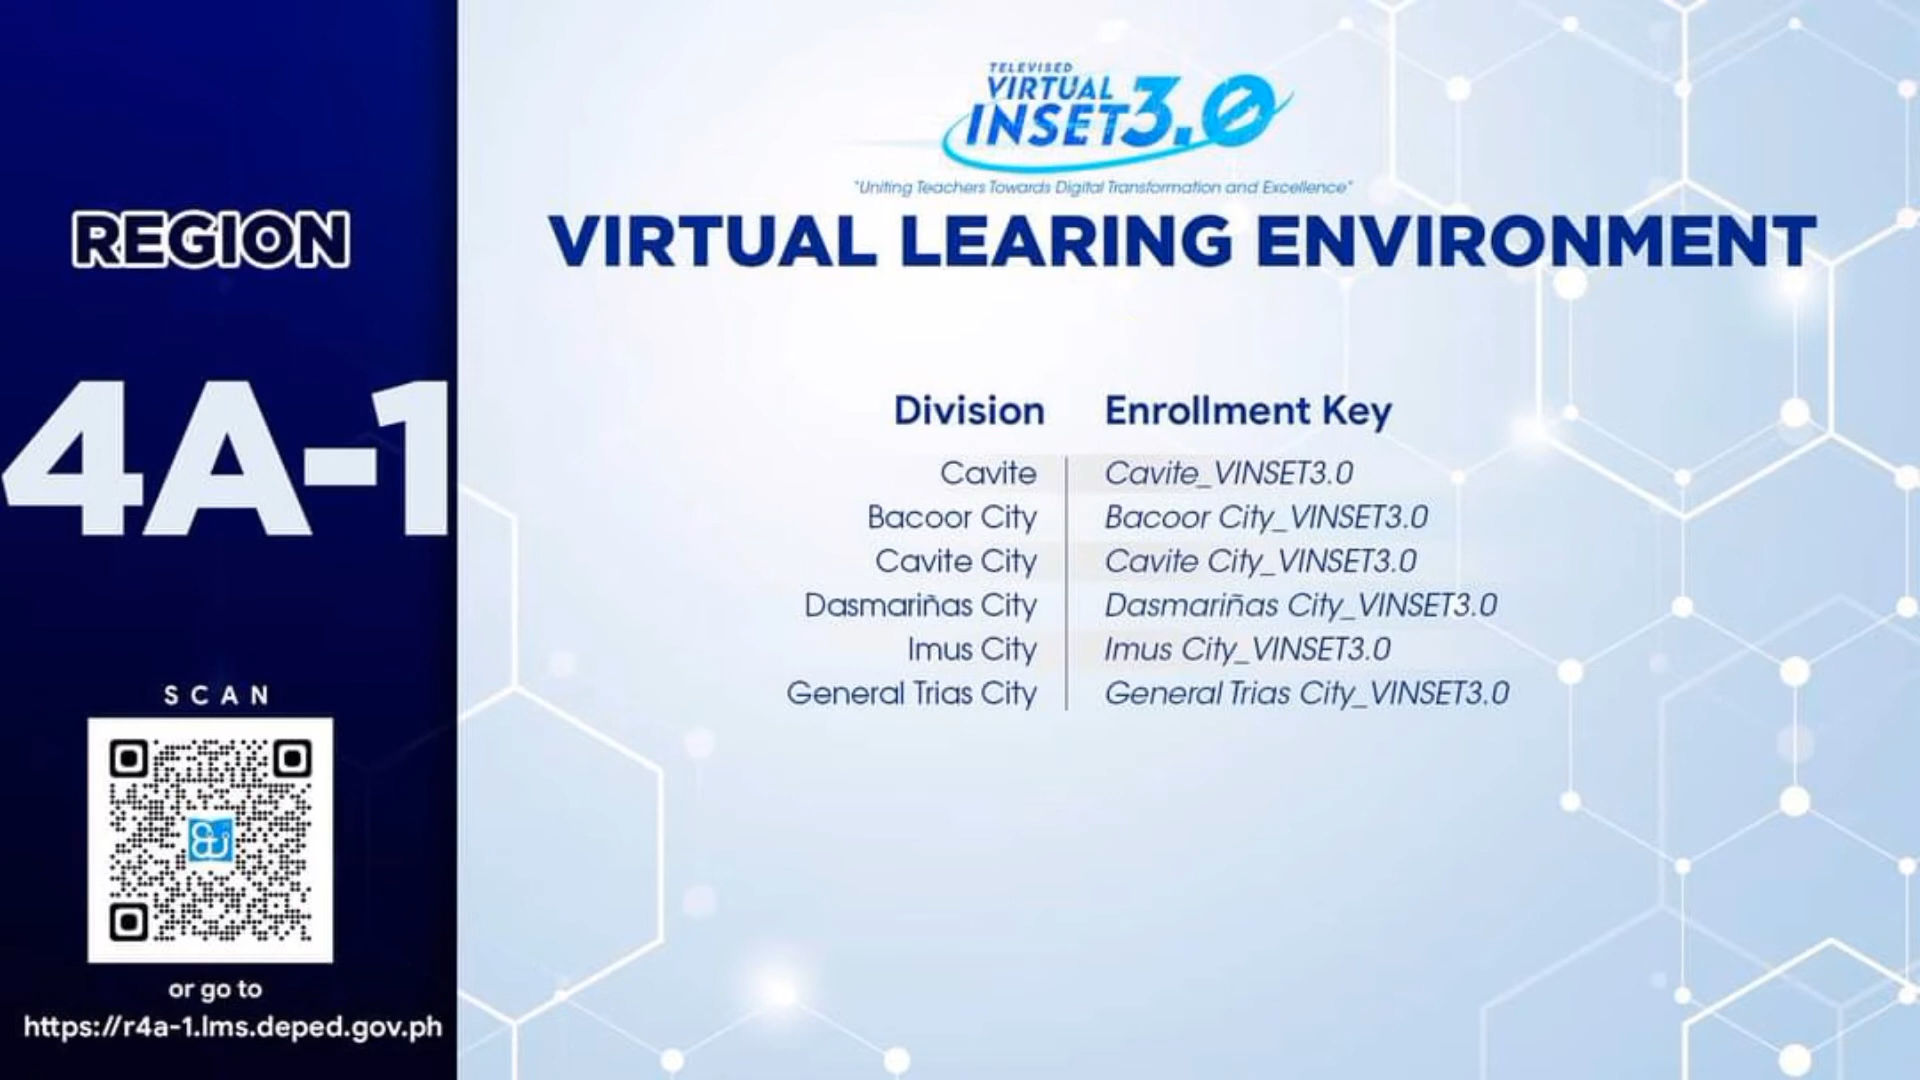 REGION
4A-1
SCAN
or go to
https://r4a-1.lms.deped.gov.ph
TELEVISED
VIRTUAL
INSET 3.0
"Uniting Teachers Towards Digital Transformation and Excellence"
VIRTUAL LEARING ENVIRONMENT
Division Enrollment Key
Cavite Cavite_VINSET3.0
Bacoor City Bacoor City_VINSET3.0
Cavite City Cavite City_VINSET3.0
Dasmariñas City Dasmariñas City_VINSET3.0
Imus City Imus City_VINSET3.0
General Trias City General Trias City_VINSET3.0